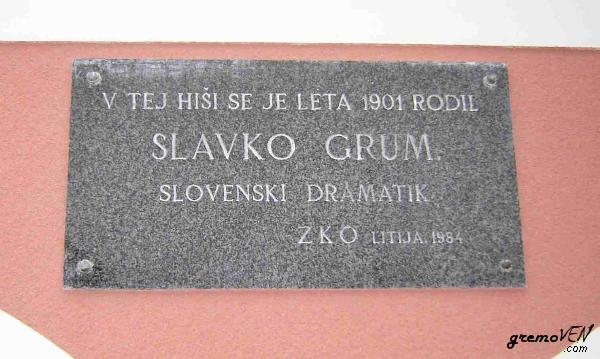 V TEJ HIŠI SE JE LETA 1901 RODIL
SLAVKO GRUM.
SLOVENSKI DRAMATIK
ZKO LITIJA, 1984
gremoVEN
.com